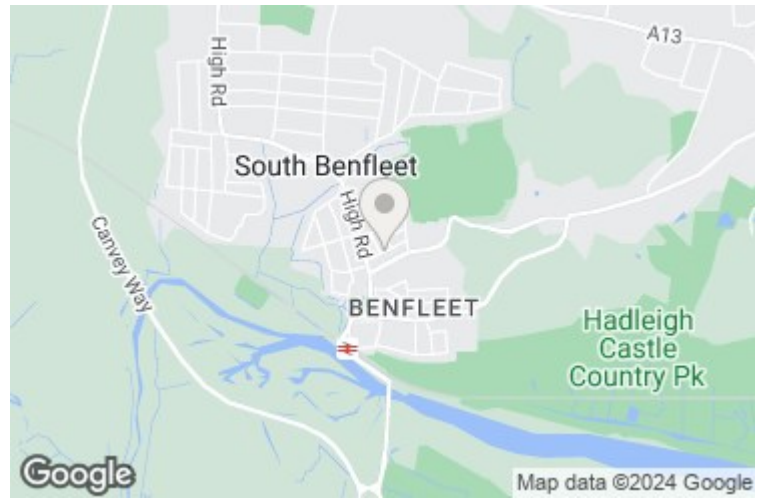 A13
High Rd
South Benfleet
High Rd
Canvey Way
BENFLEET
Hadleigh
Castle
Country Pk
Google
Map data ©2024 Google